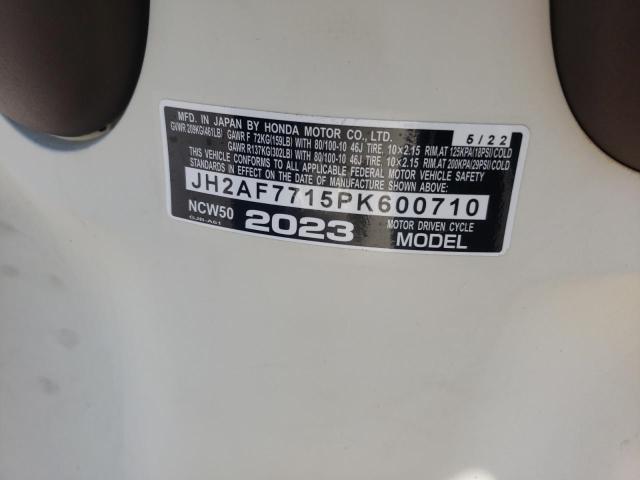 MFD. IN JAPAN BY HONDA MOTOR CO., LTD. 5/22
GVWR 209KG(461LB) GAWR F 72KG(159LB) WITH 80/100-10 46J TIRE, 10×2.15 RIM, AT 125KPA(18PSI) COLD
GAWR R137KG(302LB) WITH 80/100-10 46J TIRE, 10×2.15 RIM, AT 200KPA(29PSI) COLD
THIS VEHICLE CONFORMS TO ALL APPLICABLE FEDERAL MOTOR VEHICLE SAFETY
STANDARDS IN EFFECT ON THE DATE OF MANUFACTURE SHOWN ABOVE.
JH2AF7715PK600710
NCW50 2023 MOTOR DRIVEN CYCLE
GJR-A61 MODEL